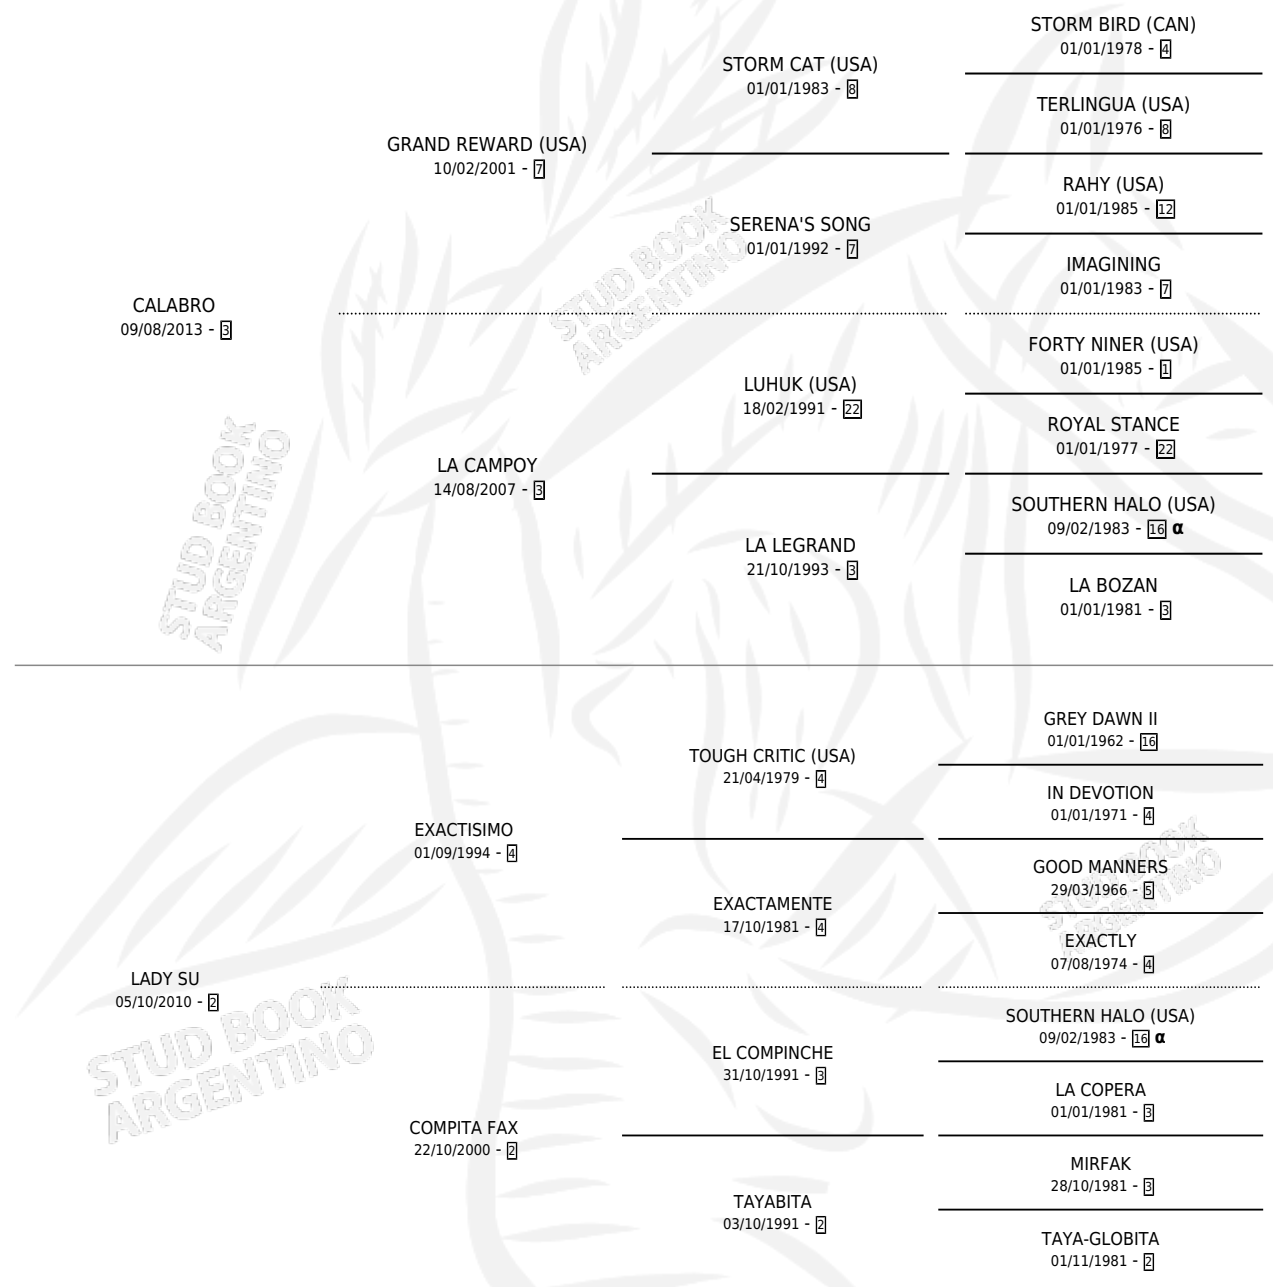 STORM BIRD (CAN)
01/01/1978 - 4
STORM CAT (USA)
01/01/1983 - 8
TERLINGUA (USA)
01/01/1976 - 8
GRAND REWARD (USA)
10/02/2001 - 7
RAHY (USA)
01/01/1985 - 12
SERENA'S SONG
01/01/1992 - 7
IMAGINING
01/01/1983 - 7
CALABRO
09/08/2013 - 3
FORTY NINER (USA)
01/01/1985 - 1
LUHUK (USA)
18/02/1991 - 22
ROYAL STANCE
01/01/1977 - 22
LA CAMPOY
14/08/2007 - 3
SOUTHERN HALO (USA)
09/02/1983 - 16 α
LA LEGRAND
21/10/1993 - 3
LA BOZAN
01/01/1981 - 3
GREY DAWN II
01/01/1962 - 16
TOUGH CRITIC (USA)
21/04/1979 - 4
IN DEVOTION
01/01/1971 - 4
EXACTISIMO
01/09/1994 - 4
GOOD MANNERS
29/03/1966 - 5
EXACTAMENTE
17/10/1981 - 4
EXACTLY
07/08/1974 - 4
LADY SU
05/10/2010 - 2
SOUTHERN HALO (USA)
09/02/1983 - 16 α
EL COMPINCHE
31/10/1991 - 3
LA COPERA
01/01/1981 - 3
COMPITA FAX
22/10/2000 - 2
MIRFAK
28/10/1981 - 3
TAYABITA
03/10/1991 - 2
TAYA-GLOBITA
01/11/1981 - 2
STUD BOOK
ARGENTINO
STUD BOOK
ARGENTINO
STUD BOOK
ARGENTINO
STUD BOOK
ARGENTINO